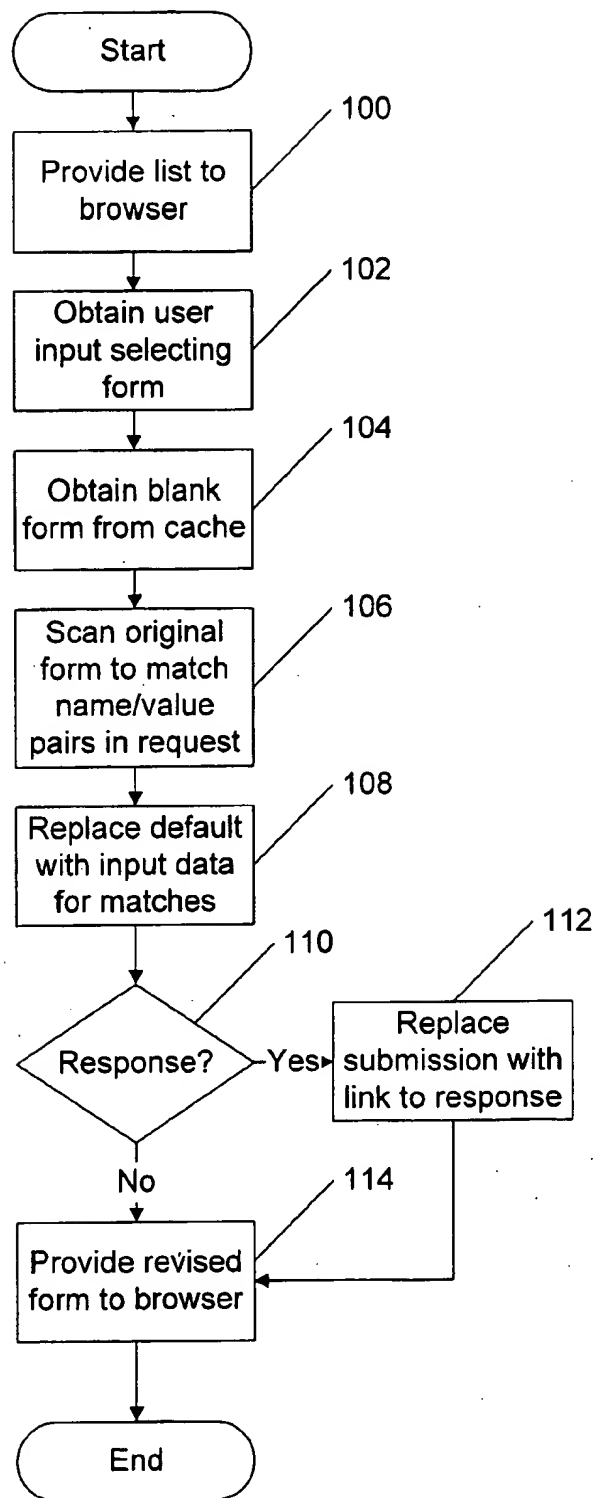 Start
100
Provide list to
browser
102
Obtain user
input selecting
form
104
Obtain blank
form from cache
106
Scan original
form to match
name/value
pairs in request
108
Replace default
with input data
for matches
110
Response?
Yes
112
Replace
submission with
link to response
No
114
Provide revised
form to browser
End